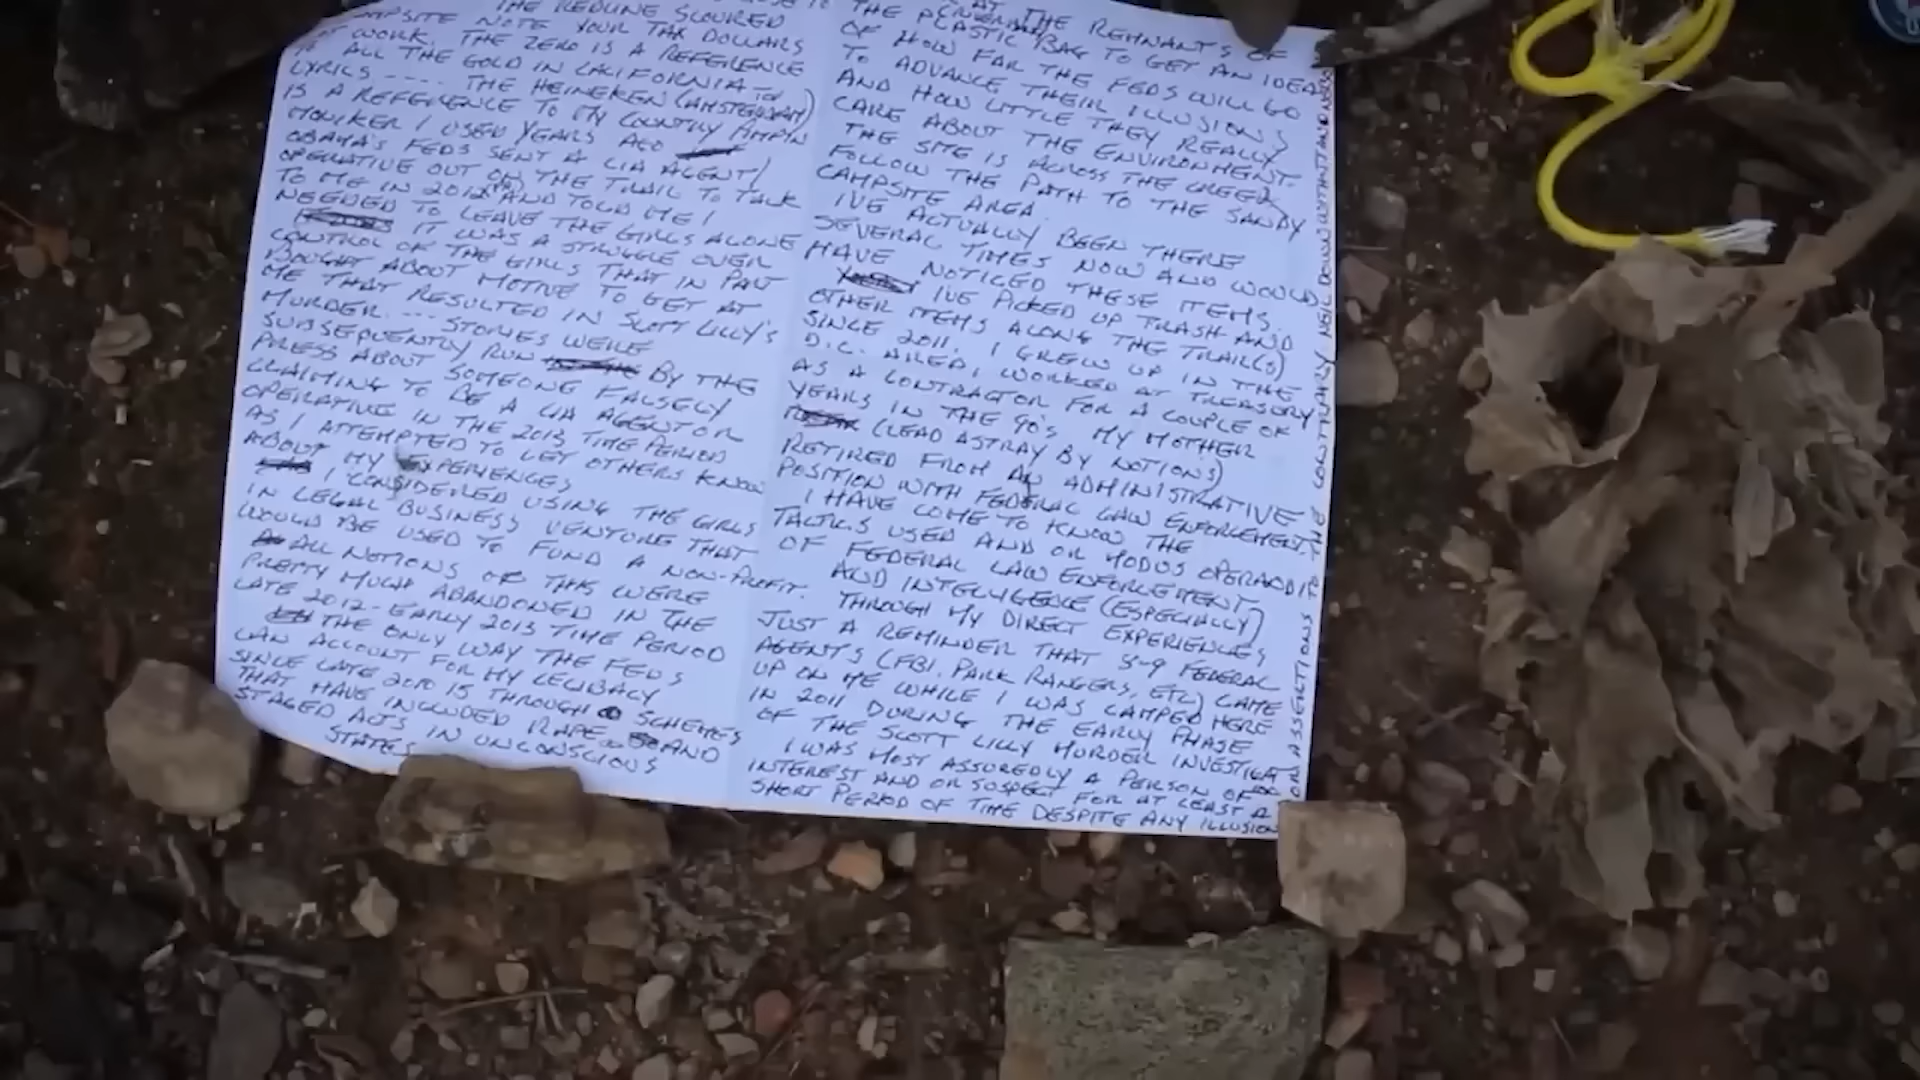 THE REDLINE SCOURED
CAMPSITE NOTE YOUR TAX DOLLARS
AT WORK. THE ZERO IS A REFERENCE
TO ALL THE GOLD IN CALIFORNIA
LYRICS ---- THE HEINEKEN (AMSTERDAM)
IS A REFERENCE TO MY COUNTRY PIMPIN
MONIKER I USED YEARS AGO
OBAMA'S FEDS SENT A CIA AGENT/
OPERATIVE OUT ON THE TRAIL TO TALK
TO ME IN 2012 AND TOLD ME I
NEEDED TO LEAVE THE GIRLS ALONE
IT WAS A STRUGGLE OVER
CONTROL OF THE GIRLS THAT IN PART
BOUGHT ABOUT MOTIVE TO GET AT
ME THAT RESULTED IN SCOTT LILLY'S
MURDER. --- STORIES WERE
SUBSEQUENTLY RUN BY THE
PRESS ABOUT SOMEONE FALSELY
CLAIMING TO BE A CIA AGENT OR
OPERATIVE IN THE 2013 TIME PERIOD
AS I ATTEMPTED TO LET OTHERS KNOW
ABOUT MY EXPERIENCES
I CONSIDERED USING THE GIRLS
IN LEGAL BUSINESS VENTURE THAT
WOULD BE USED TO FUND A NON-PROFIT.
ALL NOTIONS OF THIS WERE
PRETTY MUCH ABANDONED IN THE
LATE 2012-EARLY 2013 TIME PERIOD
THE ONLY WAY THE FEDS
CAN ACCOUNT FOR MY CELIBACY
SINCE LATE 2010 IS THROUGH SCHEMES
THAT HAVE INCLUDED RAPE AND
STAGED ACTS IN UNCONSCIOUS
STATES
AT THE REMNANTS OF
THE PLASTIC BAG TO GET AN IDEA
OF HOW FAR THE FEDS WILL GO
TO ADVANCE THEIR ILLUSIONS
AND HOW LITTLE THEY REALLY
CARE ABOUT THE ENVIRONMENT.
THE SITE IS ACROSS THE CREEK
FOLLOW THE PATH TO THE SANDY
CAMPSITE AREA.
IVE ACTUALLY BEEN THERE
SEVERAL TIMES NOW AND WOULD
HAVE NOTICED THESE ITEMS.
IVE PICKED UP TRASH AND
OTHER ITEMS ALONG THE TRAIL(S)
SINCE 2011. I GREW UP IN THE
D.C. AREA, WORKED AT TREASURY
AS A CONTRACTOR FOR A COUPLE OF
YEARS IN THE 90'S MY MOTHER
(LEAD ASTRAY BY NOTIONS)
RETIRED FROM AN ADMINISTRATIVE
POSITION WITH FEDERAL LAW ENFORCEMENT.
I HAVE COME TO KNOW THE
TACTICS USED AND OR MODUS OPERANDI
OF FEDERAL LAW ENFORCEMENT
AND INTELLIGENCE (ESPECIALLY)
THROUGH MY DIRECT EXPERIENCES
JUST A REMINDER THAT 8-9 FEDERAL
AGENTS (FBI, PARK RANGERS, ETC) CAME
UP ON ME WHILE I WAS CAMPED HERE
IN 2011 DURING THE EARLY PHASE
OF THE SCOTT LILLY MURDER INVESTIGAT
I WAS MOST ASSUREDLY A PERSON OF
INTEREST AND OR SUSPECT FOR AT LEAST A
SHORT PERIOD OF TIME DESPITE ANY ILLUSION
OR ASSERTIONS TO THE CONTRARY